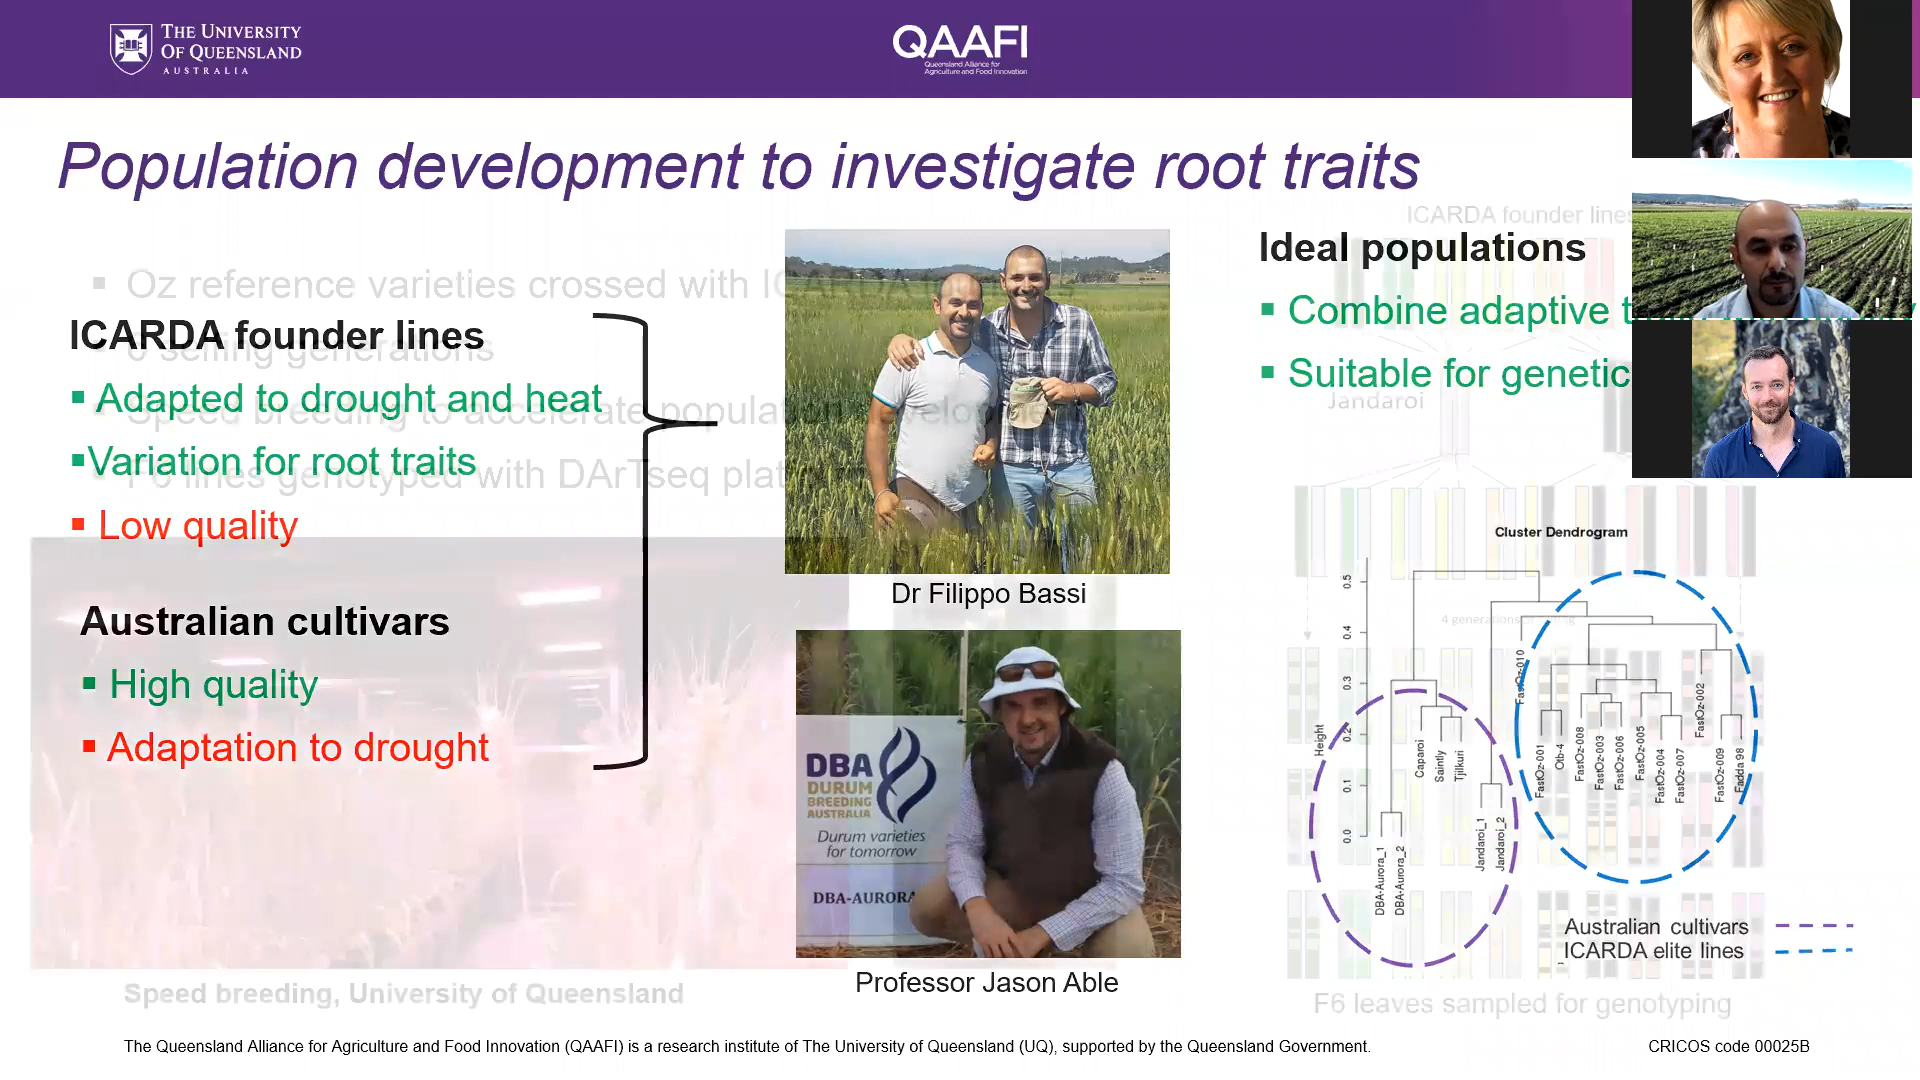 THE UNIVERSITY
OF QUEENSLAND
AUSTRALIA
QAAFI
Queensland Alliance for
Agriculture and Food Innovation
Population development to investigate root traits
ICARDA founder lines
Oz reference varieties crossed with
6 selfing generations
Speed breeding to accelerate population development
F6 lines genotyped with DArTseq
ICARDA founder lines
▪ Adapted to drought and heat
▪ Variation for root traits
▪ Low quality
Australian cultivars
▪ High quality
▪ Adaptation to drought
Dr Filippo Bassi
DBA
DURUM
BREEDING
AUSTRALIA
Durum varieties
for tomorrow
DBA-AURORA
Professor Jason Able
Ideal populations
▪ Combine adaptive
▪ Suitable for genetic
Jandaroi
Cluster Dendrogram
4 generations
Height
0.0
0.1
0.2
0.3
0.4
0.5
DBA-Aurora_1
DBA-Aurora_2
Caparoi
Saintly
Tjilkuri
Jandaroi_1
Jandaroi_2
FastOz-010
FastOz-001
Otb-4
FastOz-008
FastOz-003
FastOz-006
FastOz-005
FastOz-004
FastOz-007
FastOz-002
FastOz-009
Fadda 98
Australian cultivars
ICARDA elite lines
Speed breeding, University of Queensland
F6 leaves sampled for genotyping
The Queensland Alliance for Agriculture and Food Innovation (QAAFI) is a research institute of The University of Queensland (UQ), supported by the Queensland Government.
CRICOS code 00025B